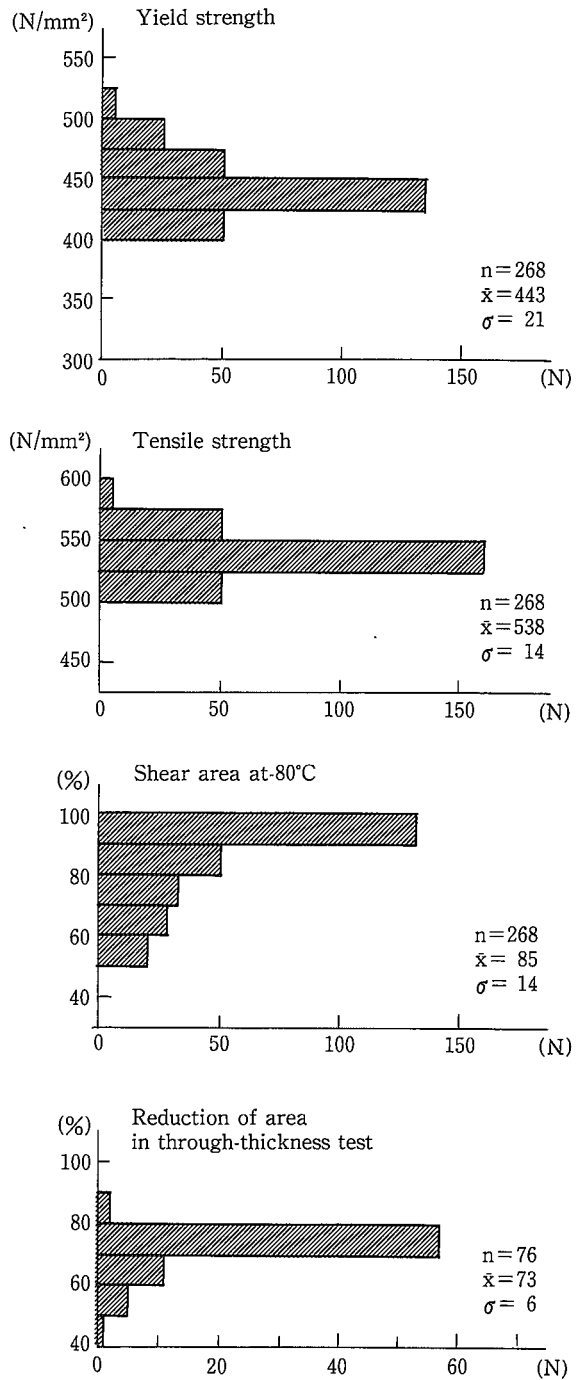 (N/mm²) Yield strength
550
500
450
400
350
300
0 50 100 150 (N)
n=268
x̄=443
σ= 21
(N/mm²) Tensile strength
600
550
500
450
0 50 100 150 (N)
n=268
x̄=538
σ= 14
(%) Shear area at-80°C
100
80
60
40
0 50 100 150 (N)
n=268
x̄= 85
σ= 14
(%) Reduction of area
in through-thickness test
100
80
60
40
0 20 40 60 (N)
n=76
x̄=73
σ= 6